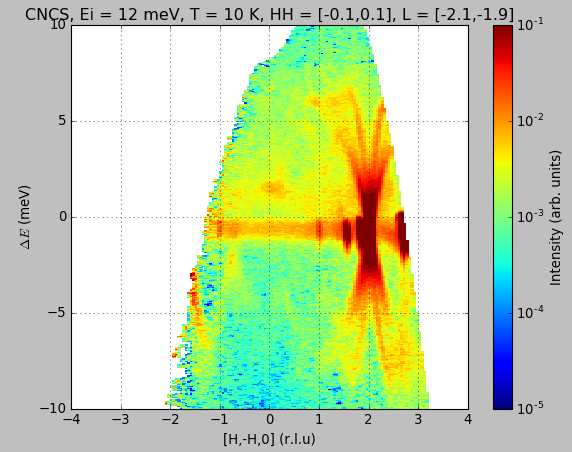 CNCS, Ei = 12 meV, T = 10 K, HH = [-0.1,0.1], L = [-2.1,-1.9]
10
5
0
−5
−10
ΔE (meV)
−4 −3 −2 −1 0 1 2 3 4
[H,-H,0] (r.l.u)
10^-1
10^-2
10^-3
10^-4
10^-5
Intensity (arb. units)